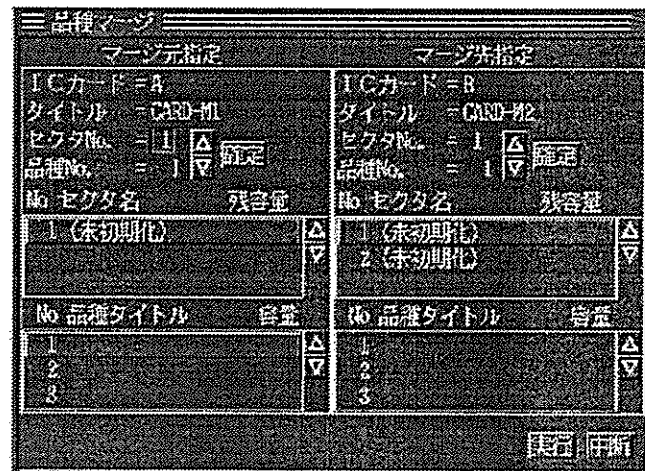 品種マージ
マージ元指定
ICカード =A
タイトル =CARD-M1
セクタNo. = 1
品種No. = 1
確定
No セクタ名 残容量
1 (未初期化)
No 品種タイトル 容量
1
2
3
マージ先指定
ICカード =B
タイトル =CARD-M2
セクタNo. = 1
品種No. = 1
確定
No セクタ名 残容量
1 (未初期化)
2 (未初期化)
No 品種タイトル 容量
1
2
3
実行 中断